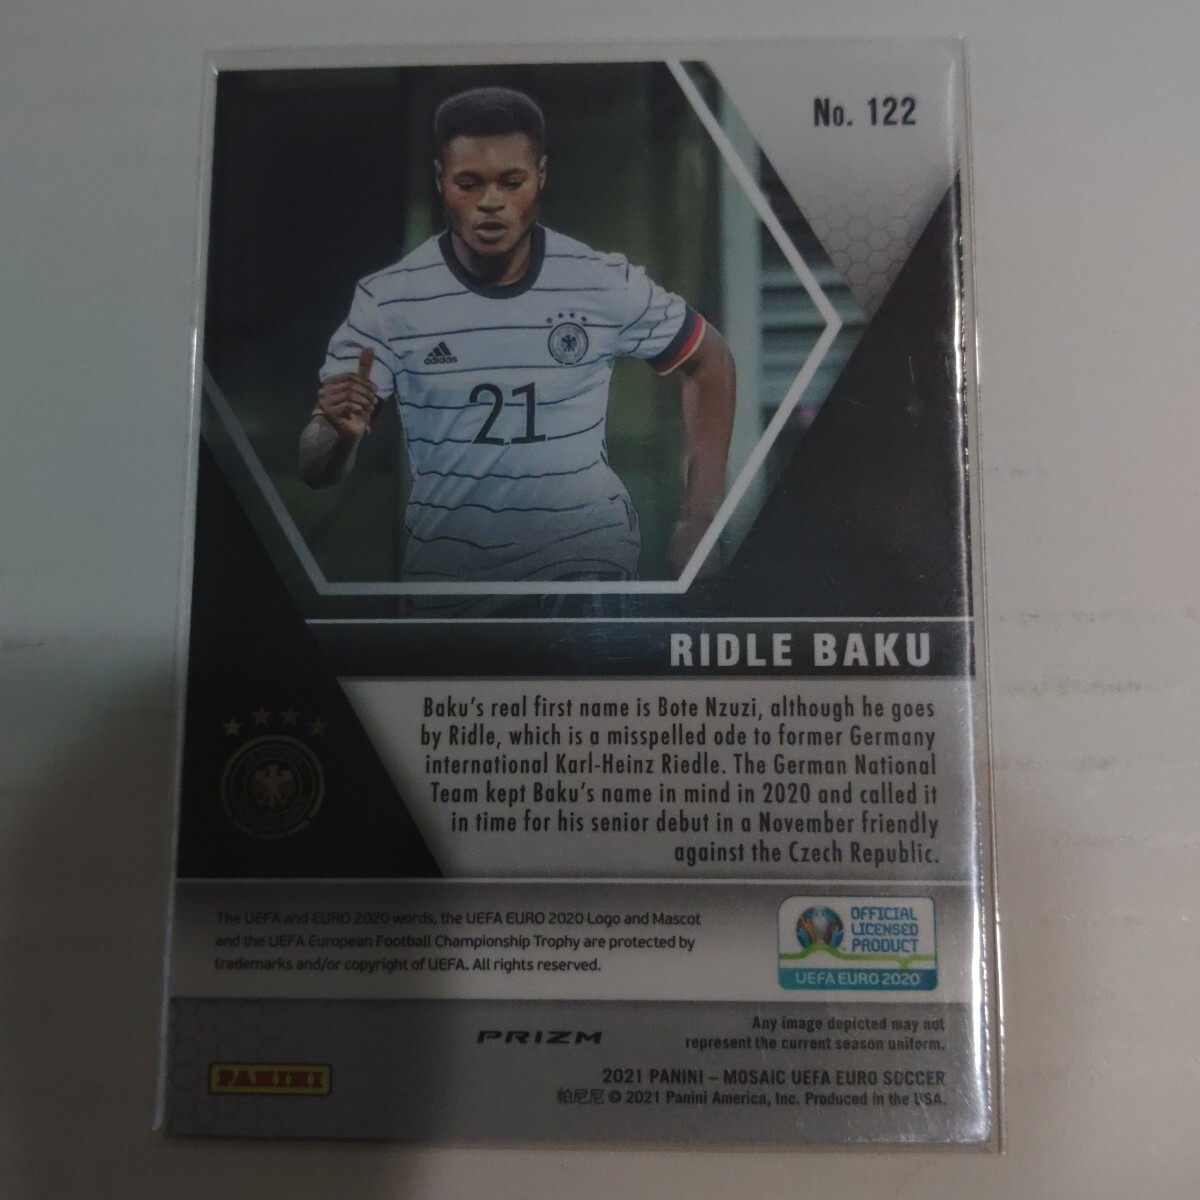 No. 122
adidas
21
RIDLE BAKU
Baku's real first name is Bote Nzuzi, although he goes
by Ridle, which is a misspelled ode to former Germany
international Karl-Heinz Riedle. The German National
Team kept Baku's name in mind in 2020 and called it
in time for his senior debut in a November friendly
against the Czech Republic.
The UEFA and EURO 2020 words, the UEFA EURO 2020 Logo and Mascot
and the UEFA European Football Championship Trophy are protected by
trademarks and/or copyright of UEFA. All rights reserved.
OFFICIAL
LICENSED
PRODUCT
UEFA EURO 2020
PRIZM
Any image depicted may not
represent the current season uniform.
PANINI
2021 PANINI – MOSAIC UEFA EURO SOCCER
帕尼尼 © 2021 Panini America, Inc. Produced in the USA.